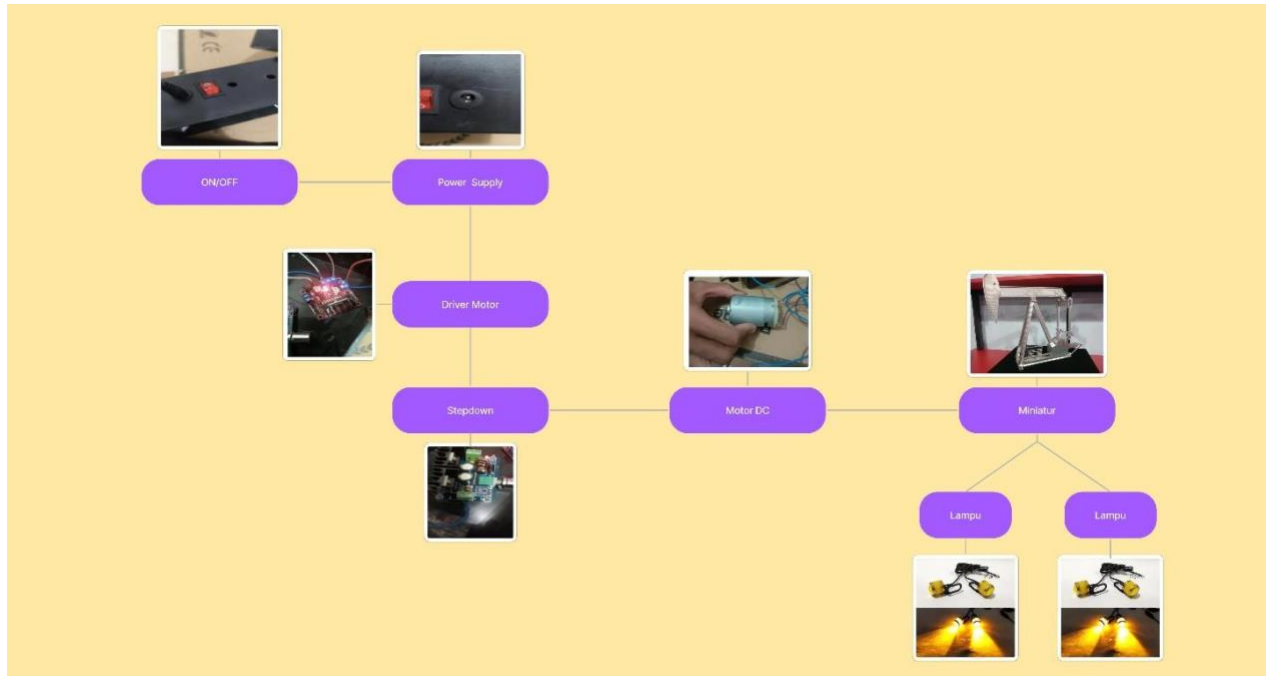 ON/OFF
Power Supply
Driver Motor
Stepdown
Motor DC
Miniatur
Lampu
Lampu